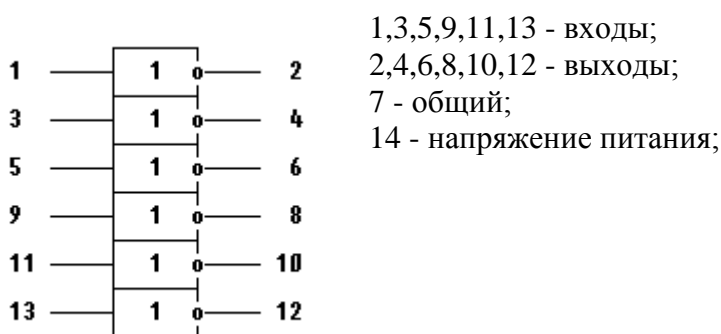 1,3,5,9,11,13 - входы;
2,4,6,8,10,12 - выходы;
7 - общий;
14 - напряжение питания;
1 1 2
3 1 4
5 1 6
9 1 8
11 1 10
13 1 12